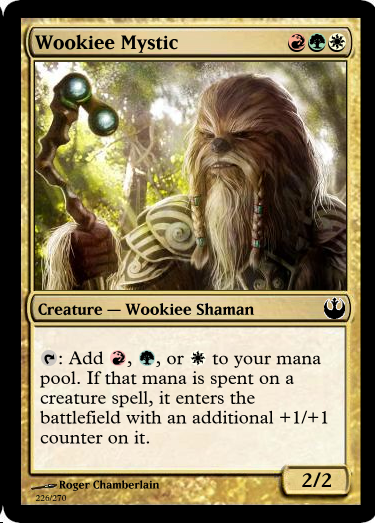 Wookiee Mystic
Creature — Wookiee Shaman
: Add , , or to your mana
pool. If that mana is spent on a
creature spell, it enters the
battlefield with an additional +1/+1
counter on it.
Roger Chamberlain
2/2
226/270